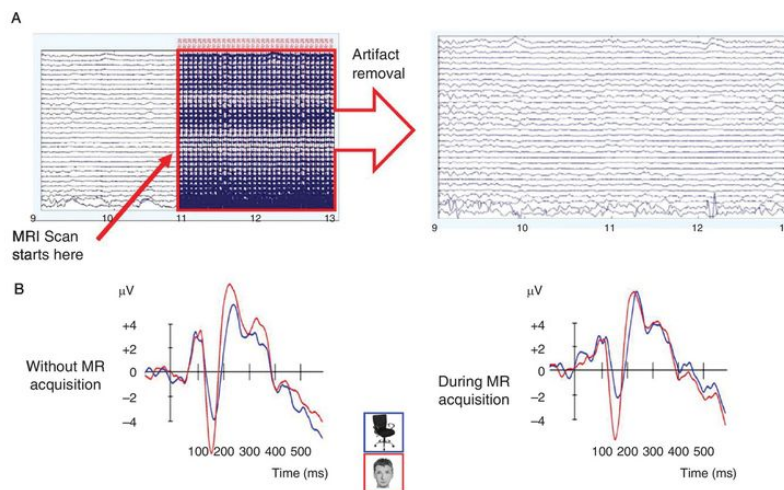 A
Artifact
removal
9 10 11 12 13
9 10 11 12
MRI Scan
starts here
B
μV
+4
+2
0
−2
−4
Without MR
acquisition
100 200 300 400 500
Time (ms)
μV
+4
+2
0
−2
−4
During MR
acquisition
100 200 300 400 500
Time (ms)